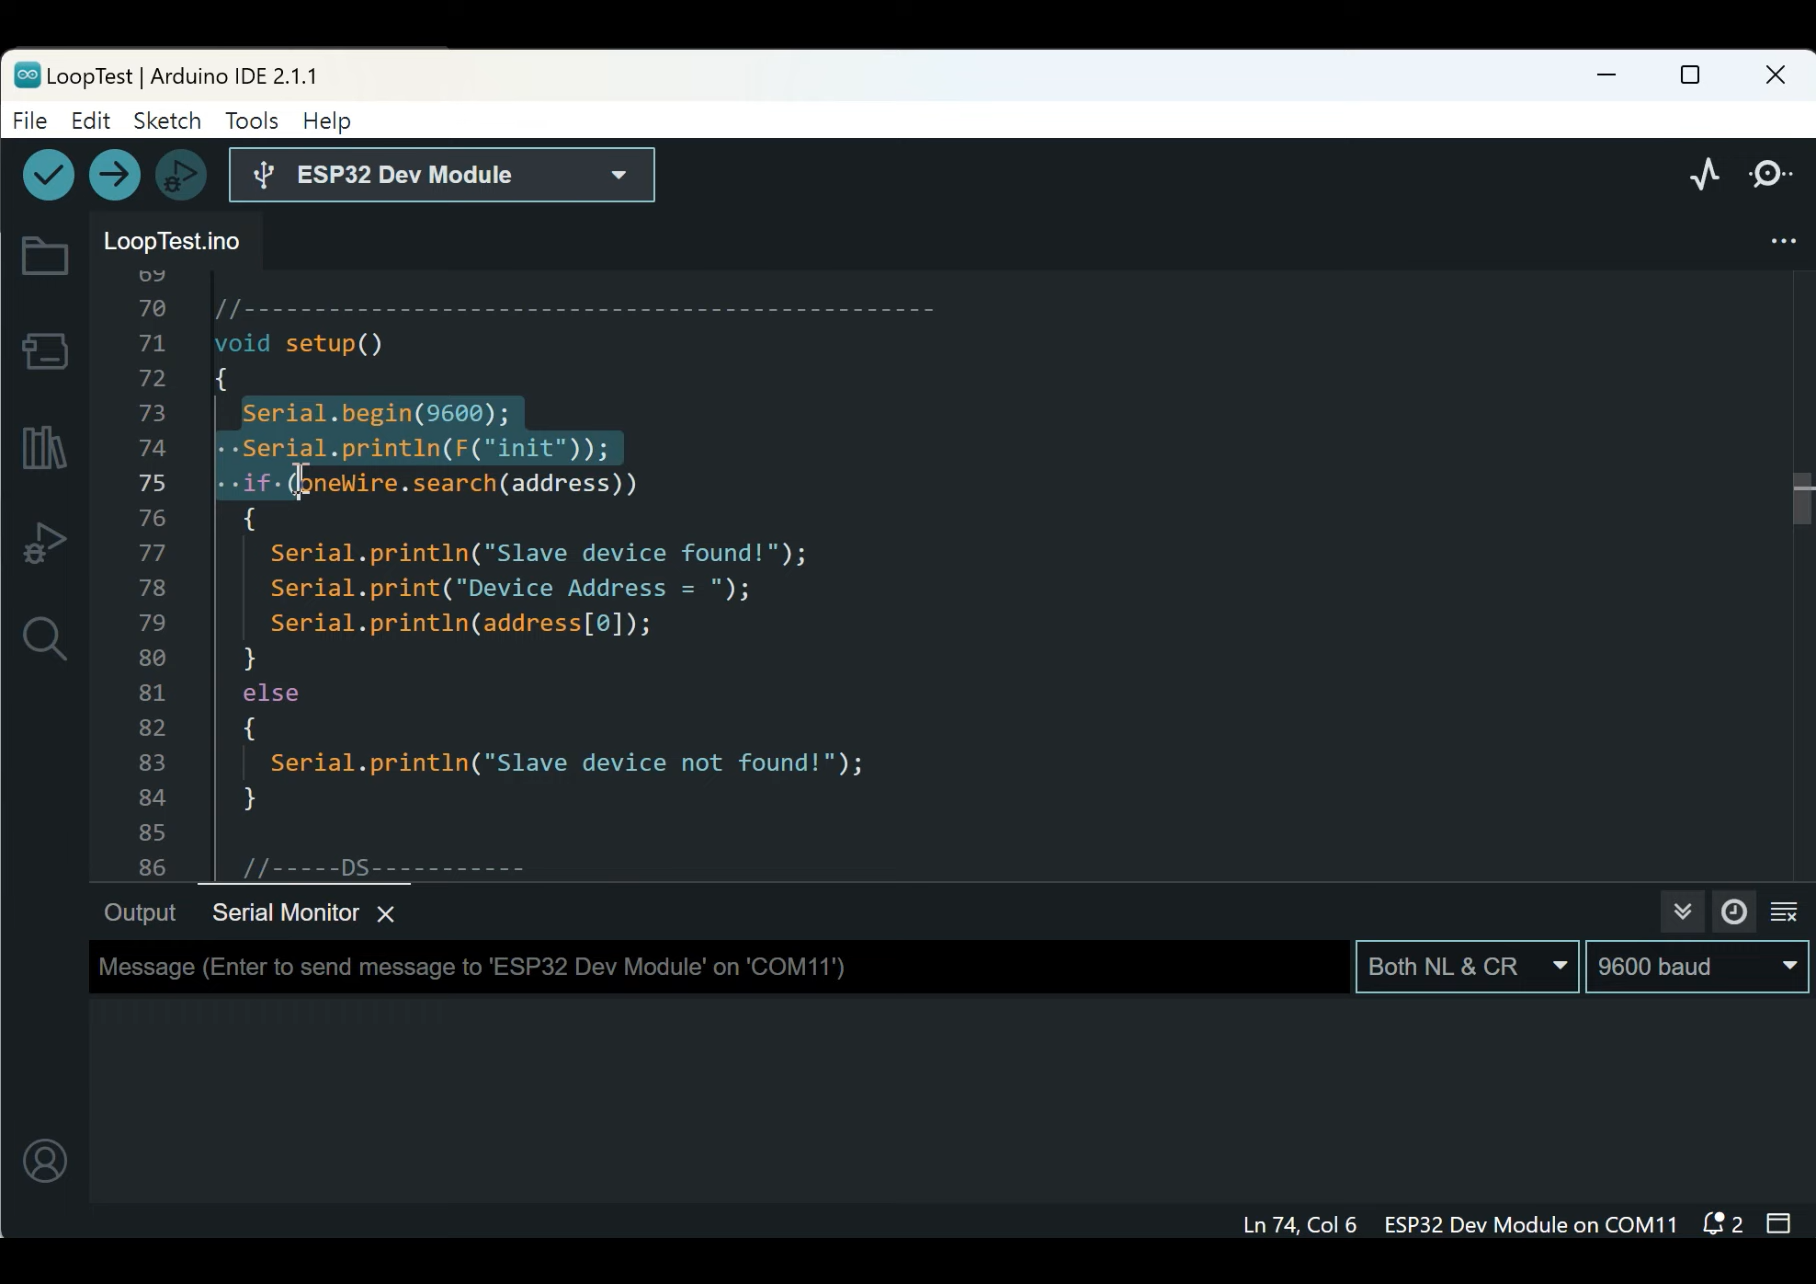 LoopTest | Arduino IDE 2.1.1
File Edit Sketch Tools Help
ESP32 Dev Module
LoopTest.ino
69
70 //-------------------------------------------------
71 void setup()
72 {
73 Serial.begin(9600);
74 ··Serial.println(F("init"));
75 ··if·(oneWire.search(address))
76 {
77 Serial.println("Slave device found!");
78 Serial.print("Device Address = ");
79 Serial.println(address[0]);
80 }
81 else
82 {
83 Serial.println("Slave device not found!");
84 }
85
86 //-----DS-----------
Output Serial Monitor
Message (Enter to send message to 'ESP32 Dev Module' on 'COM11')
Both NL & CR
9600 baud
Ln 74, Col 6 ESP32 Dev Module on COM11 2